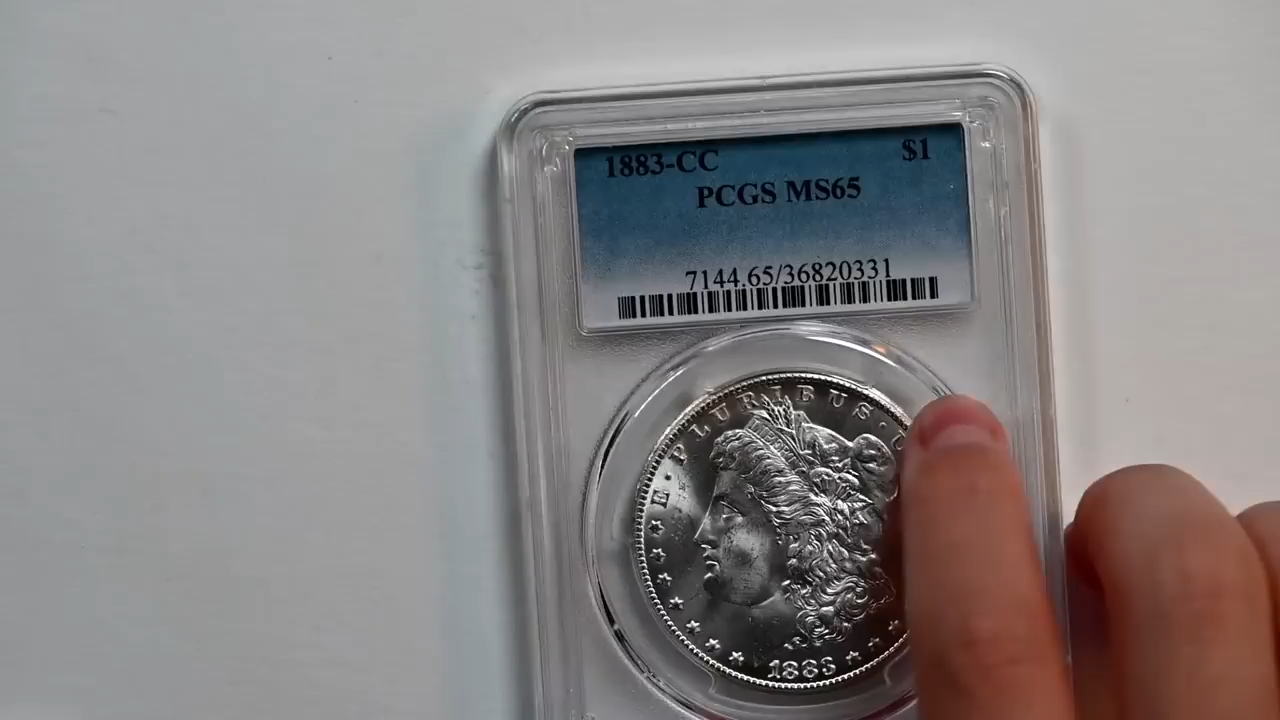 1883-CC $1
PCGS MS65
7144.65/36820331
E · PLURIBUS ·
1883